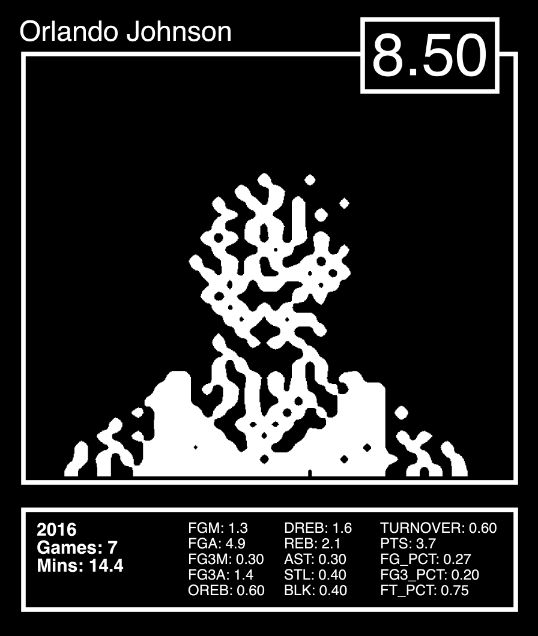 Orlando Johnson
8.50
2016
Games: 7
Mins: 14.4
FGM: 1.3
FGA: 4.9
FG3M: 0.30
FG3A: 1.4
OREB: 0.60
DREB: 1.6
REB: 2.1
AST: 0.30
STL: 0.40
BLK: 0.40
TURNOVER: 0.60
PTS: 3.7
FG_PCT: 0.27
FG3_PCT: 0.20
FT_PCT: 0.75